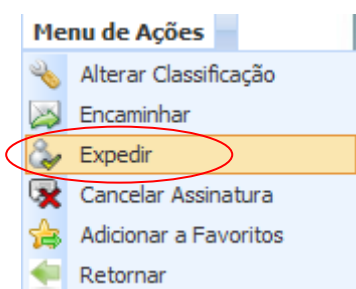 Menu de Ações
Alterar Classificação
Encaminhar
Expedir
Cancelar Assinatura
Adicionar a Favoritos
Retornar